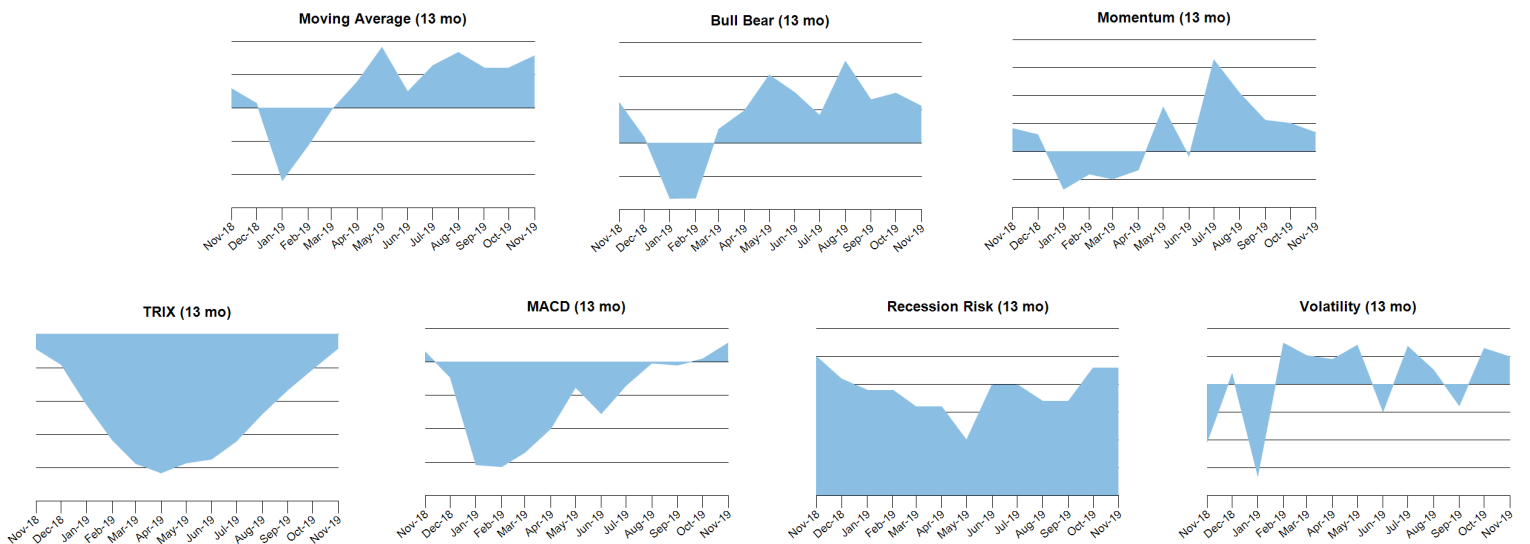 Moving Average (13 mo)
Nov-18 Dec-18 Jan-19 Feb-19 Mar-19 Apr-19 May-19 Jun-19 Jul-19 Aug-19 Sep-19 Oct-19 Nov-19
Bull Bear (13 mo)
Nov-18 Dec-18 Jan-19 Feb-19 Mar-19 Apr-19 May-19 Jun-19 Jul-19 Aug-19 Sep-19 Oct-19 Nov-19
Momentum (13 mo)
Nov-18 Dec-18 Jan-19 Feb-19 Mar-19 Apr-19 May-19 Jun-19 Jul-19 Aug-19 Sep-19 Oct-19 Nov-19
TRIX (13 mo)
Nov-18 Dec-18 Jan-19 Feb-19 Mar-19 Apr-19 May-19 Jun-19 Jul-19 Aug-19 Sep-19 Oct-19 Nov-19
MACD (13 mo)
Nov-18 Dec-18 Jan-19 Feb-19 Mar-19 Apr-19 May-19 Jun-19 Jul-19 Aug-19 Sep-19 Oct-19 Nov-19
Recession Risk (13 mo)
Nov-18 Dec-18 Jan-19 Feb-19 Mar-19 Apr-19 May-19 Jun-19 Jul-19 Aug-19 Sep-19 Oct-19 Nov-19
Volatility (13 mo)
Nov-18 Dec-18 Jan-19 Feb-19 Mar-19 Apr-19 May-19 Jun-19 Jul-19 Aug-19 Sep-19 Oct-19 Nov-19